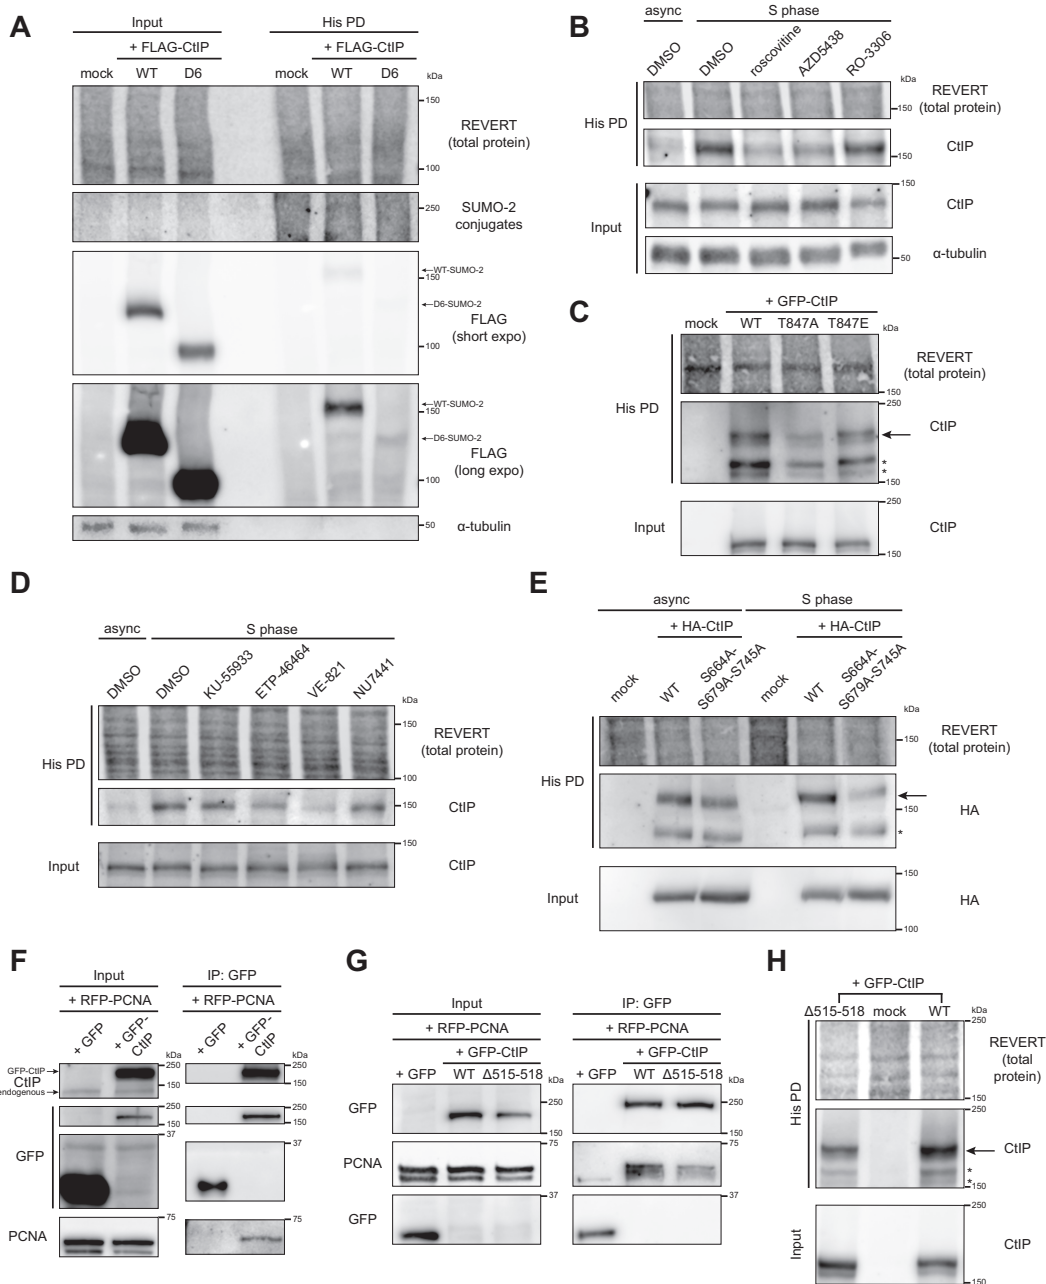 A
Input
His PD
+ FLAG-CtIP
+ FLAG-CtIP
mock WT D6
mock WT D6
kDa
150
REVERT
(total protein)
100
250
SUMO-2
conjugates
WT-SUMO-2
150
D6-SUMO-2
FLAG
(short expo)
100
WT-SUMO-2
150
D6-SUMO-2
FLAG
(long expo)
100
50
α-tubulin
B
async
S phase
DMSO
DMSO
roscovitine
AZD5438
RO-3306
kDa
His PD
REVERT
(total protein)
150
CtIP
150
Input
150
CtIP
50
α-tubulin
C
+ GFP-CtIP
mock WT T847A T847E
kDa
His PD
REVERT
(total protein)
150
250
CtIP
*
*
150
Input
250
CtIP
150
D
async
S phase
DMSO
DMSO
KU-55933
ETP-46464
VE-821
NU7441
kDa
150
His PD
REVERT
(total protein)
100
150
CtIP
150
Input
CtIP
E
async
S phase
+ HA-CtIP
+ HA-CtIP
mock
WT
S664A-
S679A-S745A
mock
WT
S664A-
S679A-S745A
kDa
His PD
REVERT
(total protein)
150
150
HA
*
Input
150
HA
100
F
Input
IP: GFP
+ RFP-PCNA
+ RFP-PCNA
+ GFP
+ GFP-
CtIP
kDa
+ GFP
+ GFP-
CtIP
kDa
GFP-CtIP
CtIP
endogenous
250
150
250
150
GFP
250
150
250
150
37
37
PCNA
75
75
G
Input
IP: GFP
+ RFP-PCNA
+ RFP-PCNA
+ GFP-CtIP
+ GFP-CtIP
+ GFP WT Δ515-518
kDa
+ GFP WT Δ515-518
kDa
GFP
250
150
250
150
PCNA
75
75
GFP
37
37
H
+ GFP-CtIP
Δ515-518 mock WT
kDa
250
His PD
REVERT
(total
protein)
150
250
CtIP
*
*
150
Input
250
CtIP
150